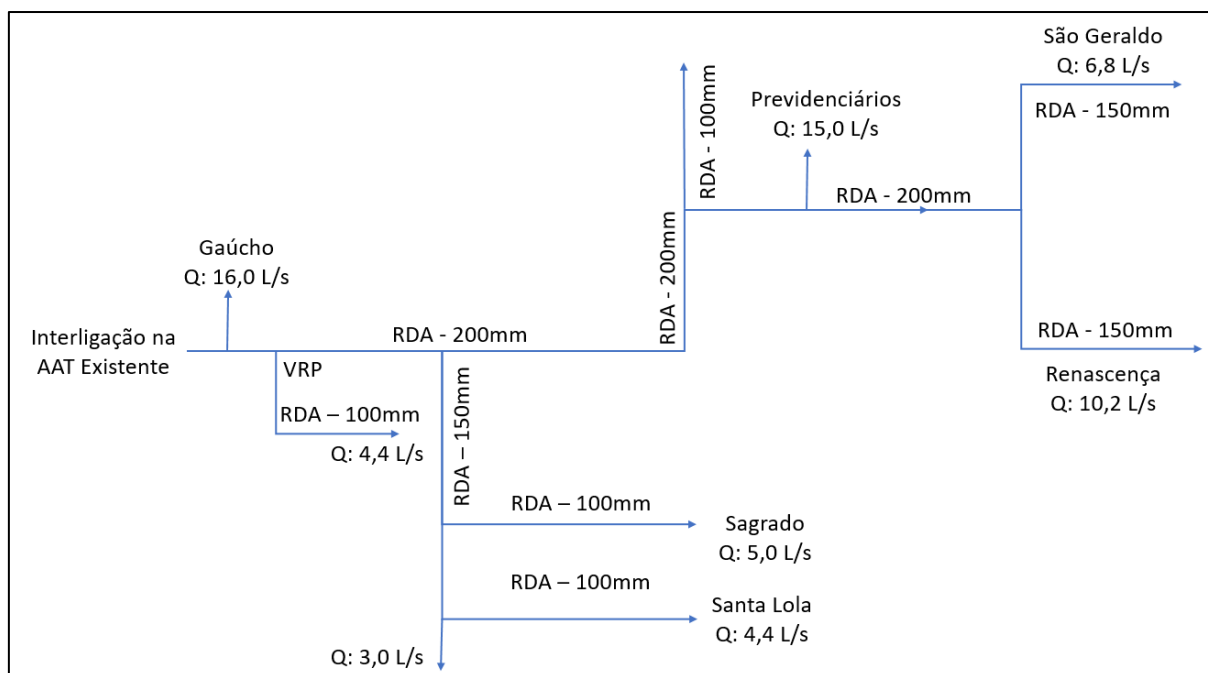 São Geraldo
Q: 6,8 L/s
RDA - 150mm
RDA - 100mm
Previdenciários
Q: 15,0 L/s
RDA - 200mm
RDA - 200mm
Gaúcho
Q: 16,0 L/s
Interligação na
AAT Existente
RDA - 200mm
VRP
RDA – 100mm
Q: 4,4 L/s
RDA – 150mm
RDA - 150mm
Renascença
Q: 10,2 L/s
RDA – 100mm
Sagrado
Q: 5,0 L/s
RDA – 100mm
Santa Lola
Q: 4,4 L/s
Q: 3,0 L/s